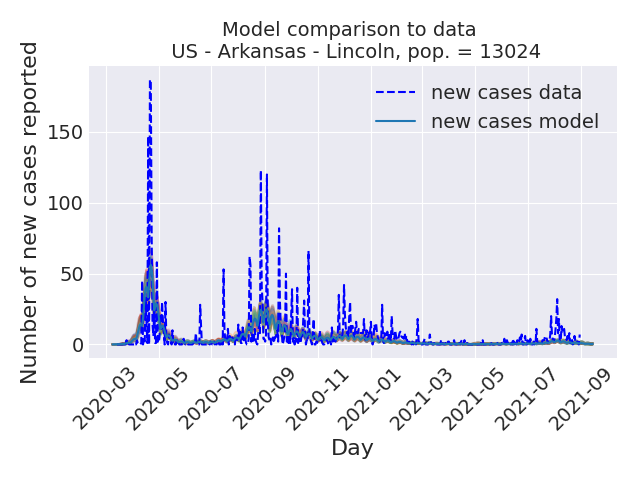 Model comparison to data
US - Arkansas - Lincoln, pop. = 13024
Number of new cases reported
150
100
50
0
new cases data
new cases model
2020-03
2020-05
2020-07
2020-09
2020-11
2021-01
2021-03
2021-05
2021-07
2021-09
Day